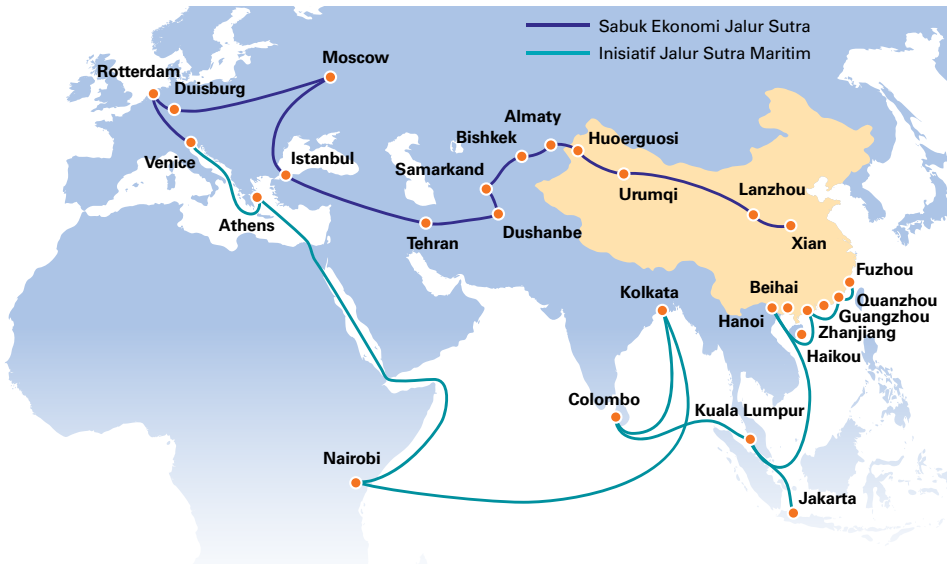 Sabuk Ekonomi Jalur Sutra
Inisiatif Jalur Sutra Maritim
Moscow
Rotterdam
Duisburg
Almaty
Bishkek
Huoerguosi
Venice
Istanbul
Samarkand
Urumqi
Lanzhou
Athens
Tehran
Dushanbe
Xian
Fuzhou
Kolkata
Beihai
Quanzhou
Hanoi
Guangzhou
Zhanjiang
Haikou
Colombo
Kuala Lumpur
Nairobi
Jakarta